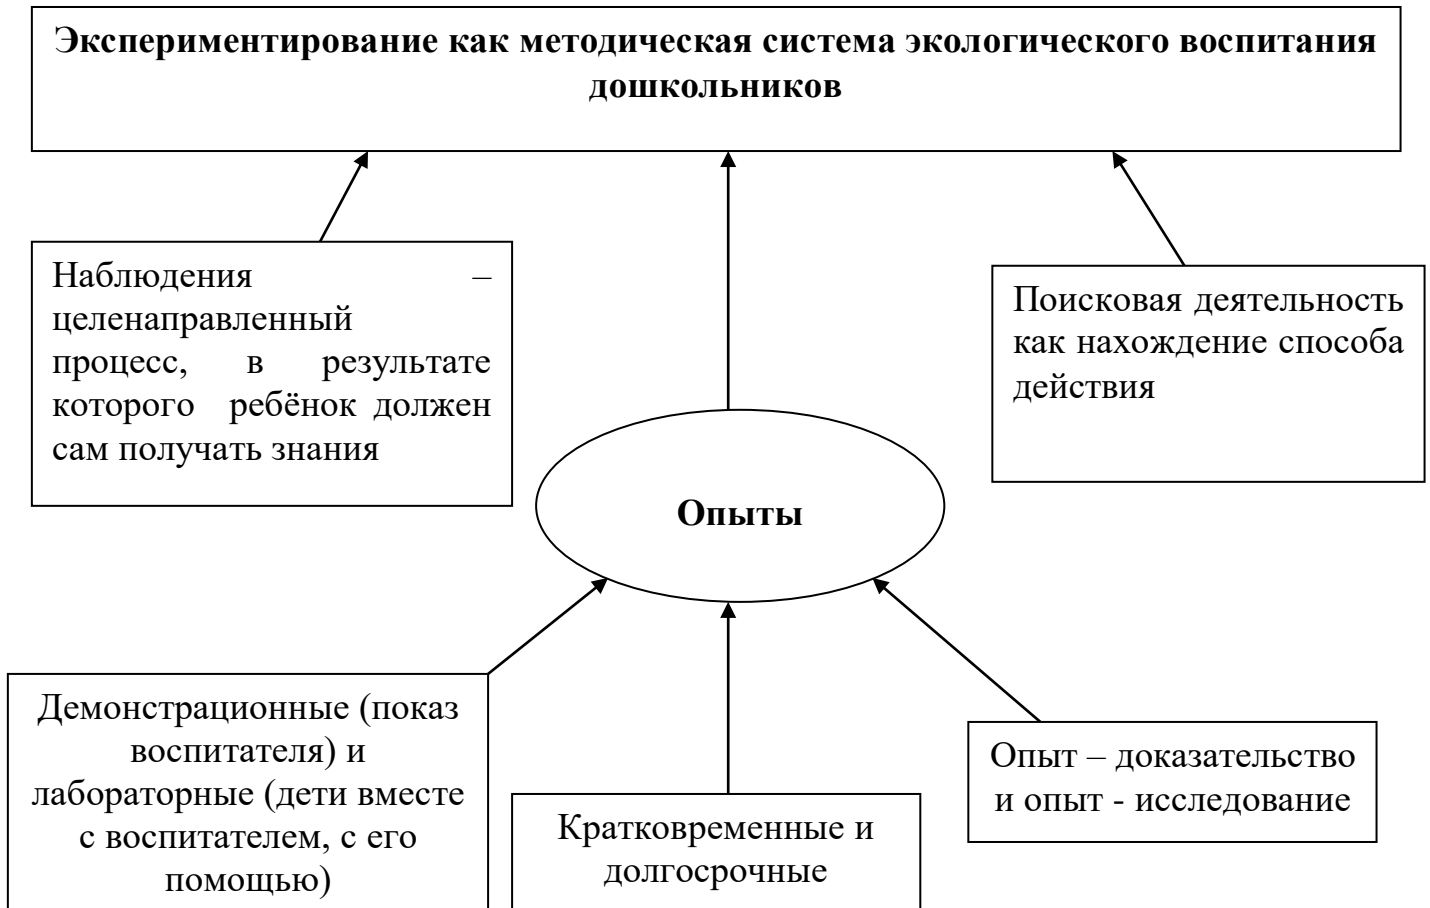 Экспериментирование как методическая система экологического воспитания
дошкольников
Наблюдения –
целенаправленный
процесс, в результате
которого ребёнок должен
сам получать знания
Поисковая деятельность
как нахождение способа
действия
Опыты
Демонстрационные (показ
воспитателя) и
лабораторные (дети вместе
с воспитателем, с его
помощью)
Кратковременные и
долгосрочные
Опыт – доказательство
и опыт - исследование